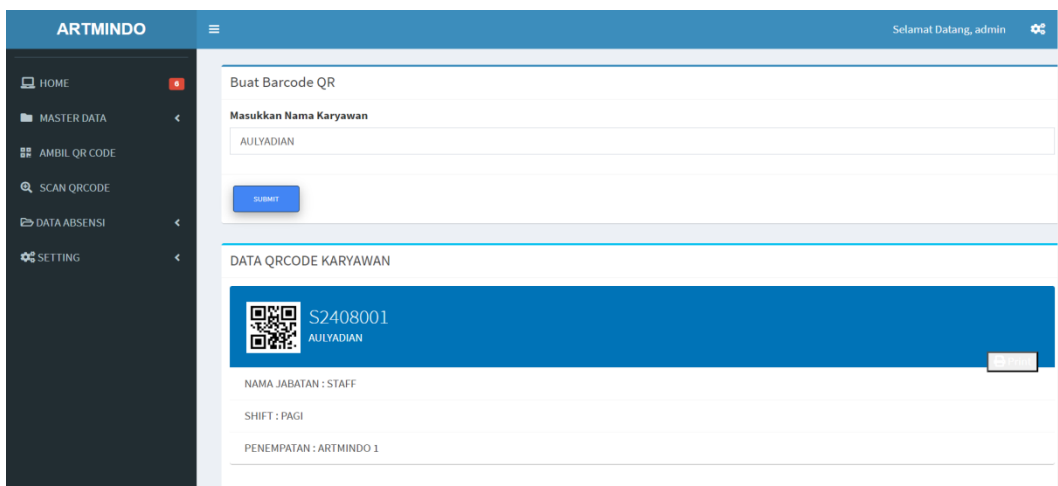 ARTMINDO
Selamat Datang, admin
HOME 6
MASTER DATA
AMBIL QR CODE
SCAN QRCODE
DATA ABSENSI
SETTING
Buat Barcode QR
Masukkan Nama Karyawan
AULYADIAN
SUBMIT
DATA QRCODE KARYAWAN
S2408001
AULYADIAN
NAMA JABATAN : STAFF
SHIFT : PAGI
PENEMPATAN : ARTMINDO 1